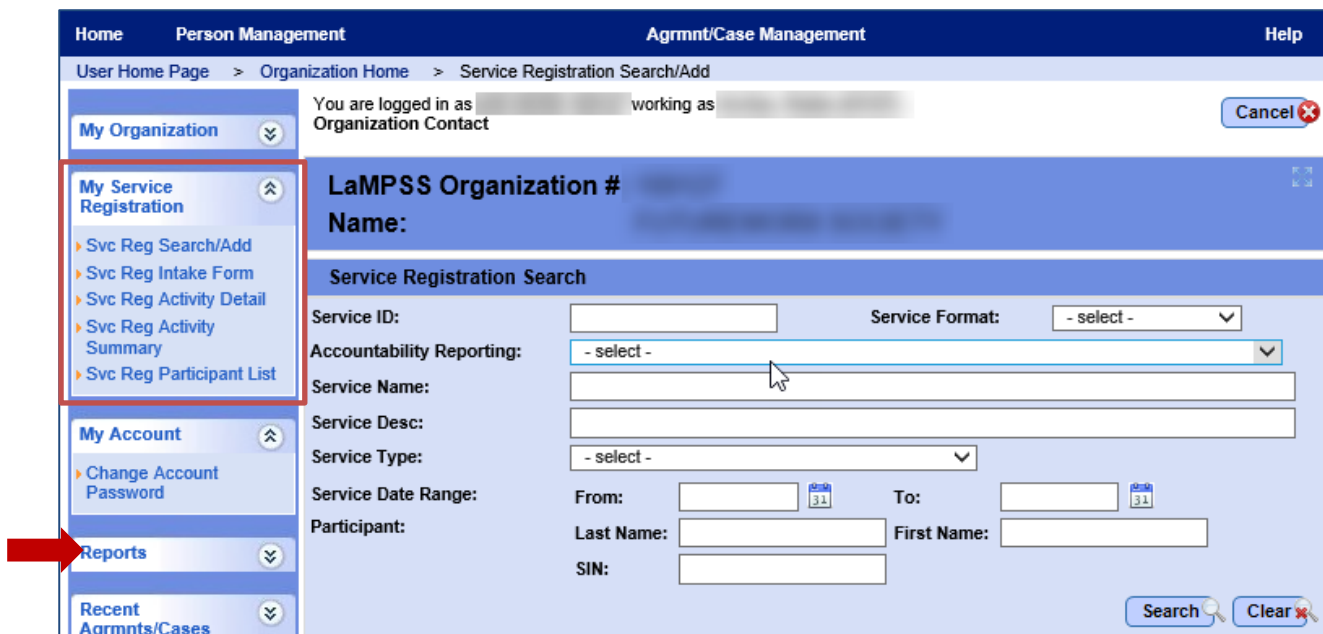 Home Person Management Agrmnt/Case Management Help
User Home Page > Organization Home > Service Registration Search/Add
You are logged in as working as
Organization Contact
Cancel
My Organization
My Service
Registration
Svc Reg Search/Add
Svc Reg Intake Form
Svc Reg Activity Detail
Svc Reg Activity
Summary
Svc Reg Participant List
My Account
Change Account
Password
Reports
Recent
Agrmnts/Cases
LaMPSS Organization #
Name:
Service Registration Search
Service ID: Service Format: - select -
Accountability Reporting: - select -
Service Name:
Service Desc:
Service Type: - select -
Service Date Range: From: 31 To: 31
Participant: Last Name: First Name:
SIN:
Search Clear